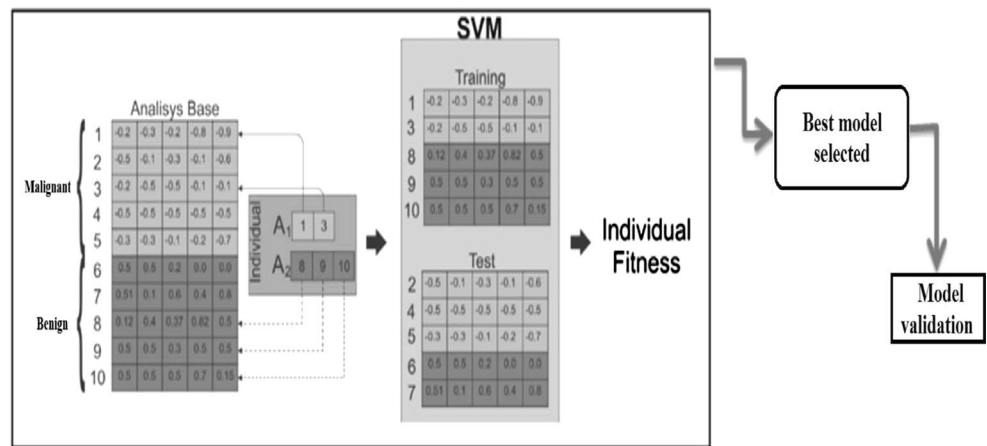 SVM
Analisys Base
Malignant
Benign
1 -0.2 -0.3 -0.2 -0.8 -0.9
2 -0.5 -0.1 -0.3 -0.1 -0.6
3 -0.2 -0.5 -0.5 -0.1 -0.1
4 -0.5 -0.5 -0.5 -0.5 -0.5
5 -0.3 -0.3 -0.1 -0.2 -0.7
6 0.5 0.5 0.2 0.0 0.0
7 0.51 0.1 0.6 0.4 0.8
8 0.12 0.4 0.37 0.82 0.5
9 0.5 0.5 0.3 0.5 0.5
10 0.5 0.5 0.5 0.7 0.15
Individual
A1 1 3
A2 8 9 10
Training
1 -0.2 -0.3 -0.2 -0.8 -0.9
3 -0.2 -0.5 -0.5 -0.1 -0.1
8 0.12 0.4 0.37 0.82 0.5
9 0.5 0.5 0.3 0.5 0.5
10 0.5 0.5 0.5 0.7 0.15
Test
2 -0.5 -0.1 -0.3 -0.1 -0.6
4 -0.5 -0.5 -0.5 -0.5 -0.5
5 -0.3 -0.3 -0.1 -0.2 -0.7
6 0.5 0.5 0.2 0.0 0.0
7 0.51 0.1 0.6 0.4 0.8
Individual
Fitness
Best model
selected
Model
validation